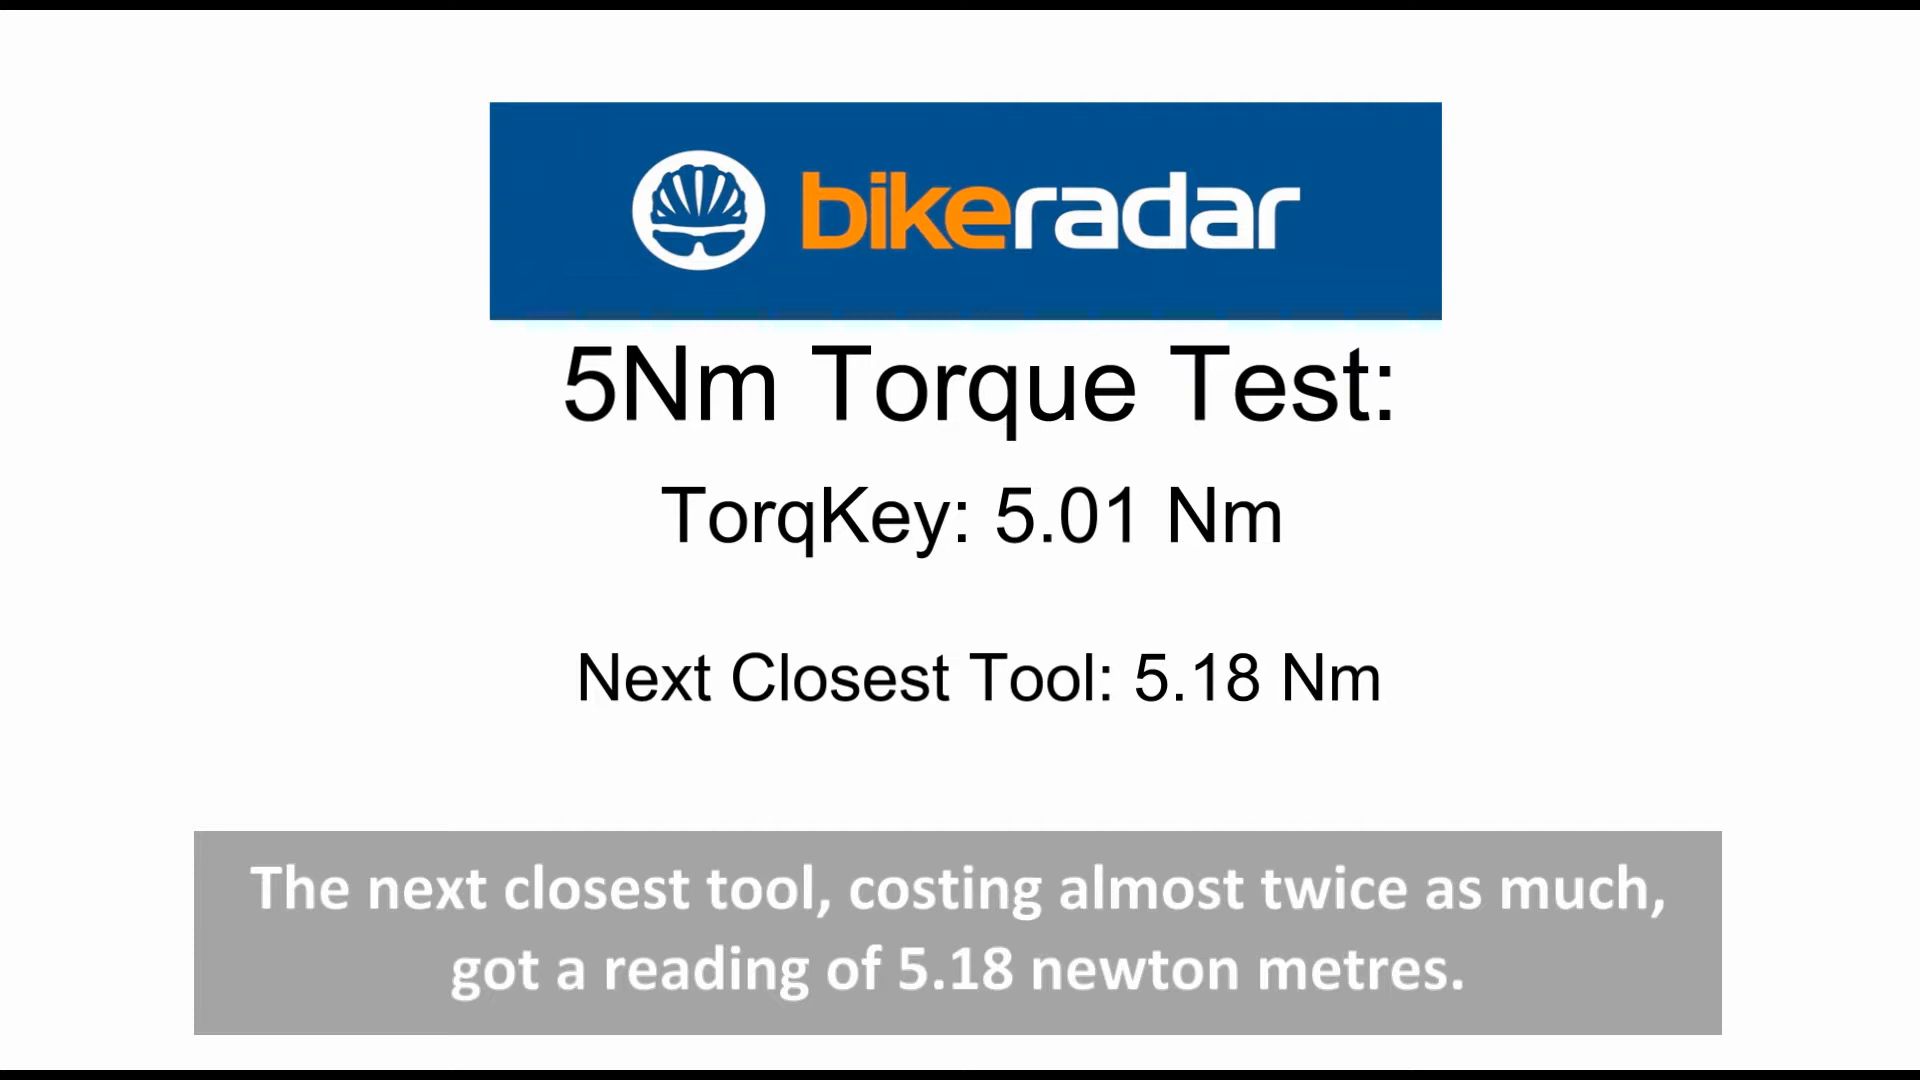 bikeradar
5Nm Torque Test:
TorqKey: 5.01 Nm
Next Closest Tool: 5.18 Nm
The next closest tool, costing almost twice as much,
got a reading of 5.18 newton metres.